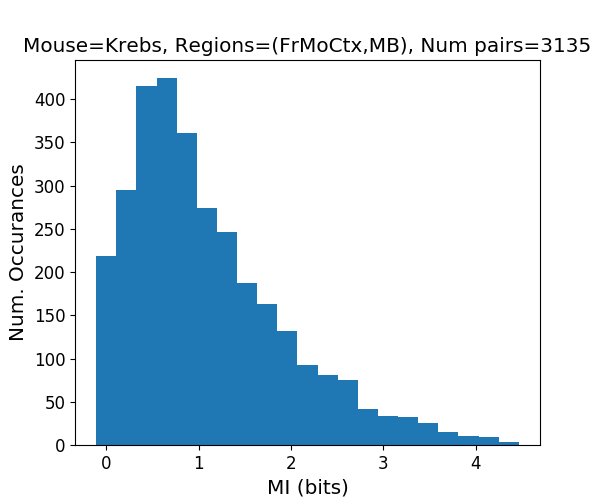 Mouse=Krebs, Regions=(FrMoCtx,MB), Num pairs=3135
Num. Occurances
400
350
300
250
200
150
100
50
0
0 1 2 3 4
MI (bits)